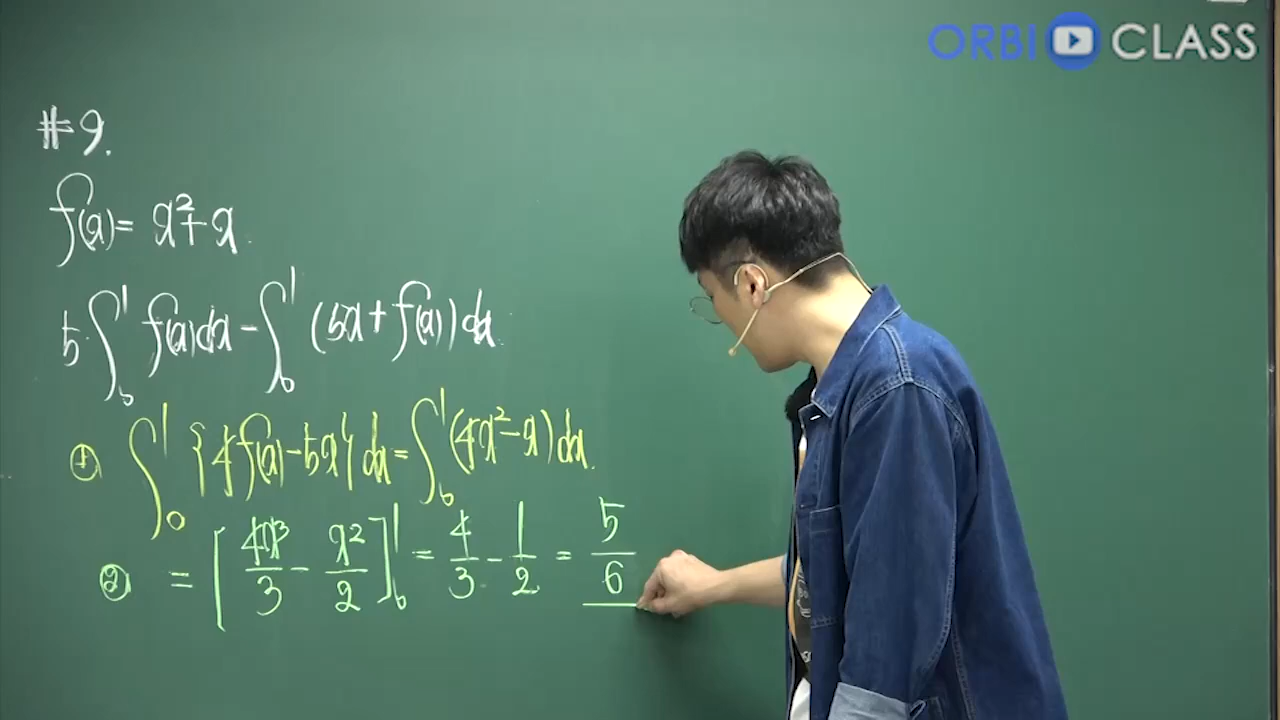 ORBI CLASS
#9.
f(x) = x²+x.
5∫₀¹ f(x)dx - ∫₀¹ (5x + f(x))dx.
① ∫₀¹ {4f(x) - 5x}dx = ∫₀¹ (4x² - x)dx.
② = [4x³/3 - x²/2]₀¹ = 4/3 - 1/2 = 5/6